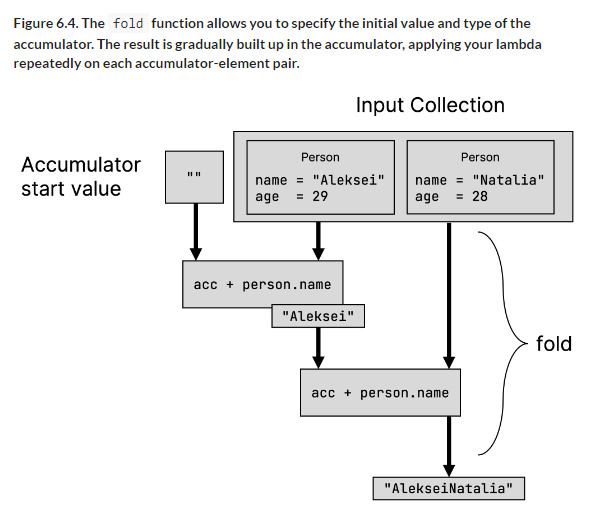 Figure 6.4. The fold function allows you to specify the initial value and type of the
accumulator. The result is gradually built up in the accumulator, applying your lambda
repeatedly on each accumulator-element pair.
Input Collection
Accumulator
start value
""
Person
name = "Aleksei"
age  = 29
Person
name = "Natalia"
age  = 28
acc + person.name
"Aleksei"
fold
acc + person.name
"AlekseiNatalia"